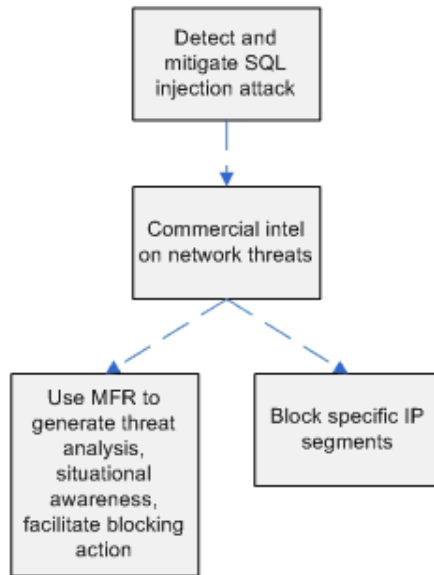 Detect and
mitigate SQL
injection attack
Commercial intel
on network threats
Use MFR to
generate threat
analysis,
situational
awareness,
facilitate blocking
action
Block specific IP
segments